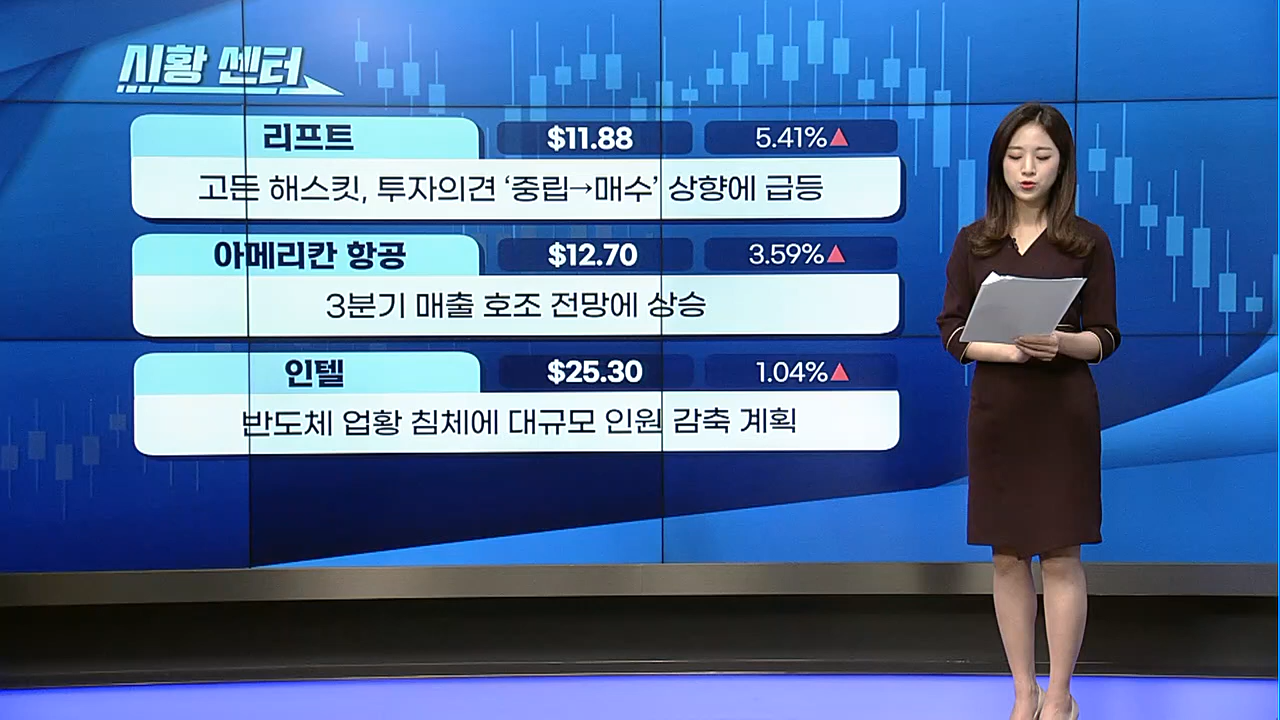 시황 센터
리프트 $11.88 5.41%▲
고든 해스킷, 투자의견 ‘중립→매수’ 상향에 급등
아메리칸 항공 $12.70 3.59%▲
3분기 매출 호조 전망에 상승
인텔 $25.30 1.04%▲
반도체 업황 침체에 대규모 인원 감축 계획